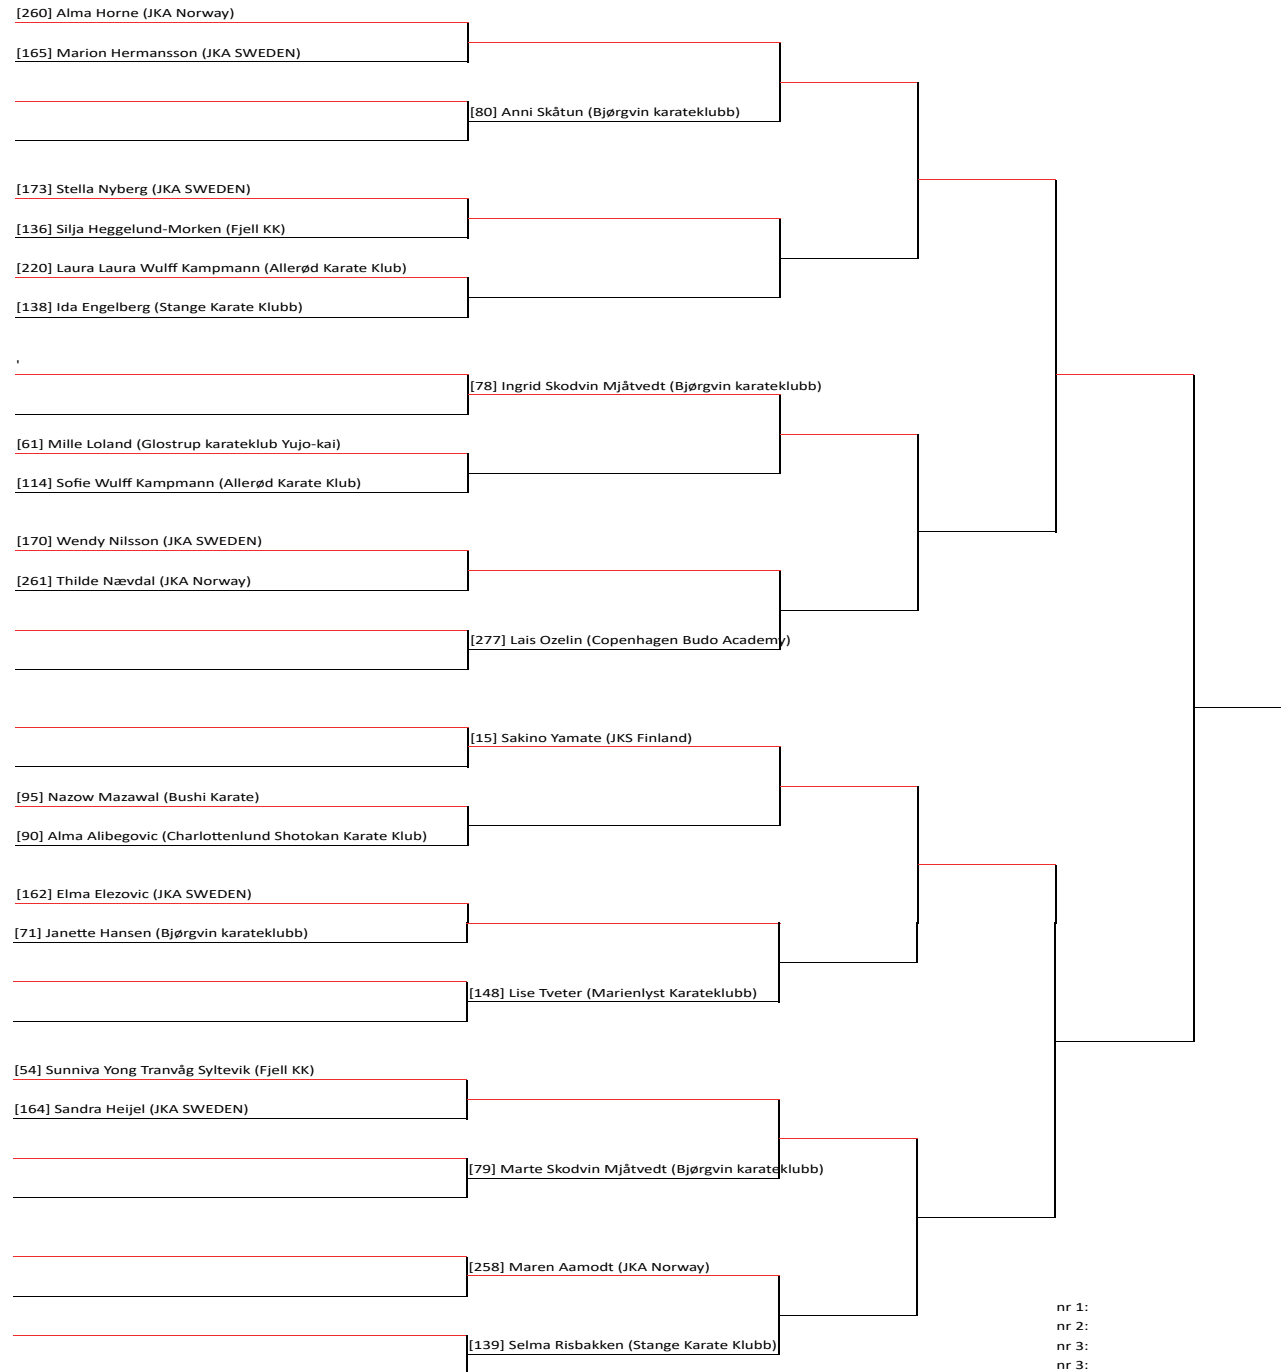 [260] Alma Horne (JKA Norway)
[165] Marion Hermansson (JKA SWEDEN)
[80] Anni Skåtun (Bjørgvin karateklubb)
[173] Stella Nyberg (JKA SWEDEN)
[136] Silja Heggelund-Morken (Fjell KK)
[220] Laura Laura Wulff Kampmann (Allerød Karate Klub)
[138] Ida Engelberg (Stange Karate Klubb)
'
[78] Ingrid Skodvin Mjåtvedt (Bjørgvin karateklubb)
[61] Mille Loland (Glostrup karateklub Yujo-kai)
[114] Sofie Wulff Kampmann (Allerød Karate Klub)
[170] Wendy Nilsson (JKA SWEDEN)
[261] Thilde Nævdal (JKA Norway)
[277] Lais Ozelin (Copenhagen Budo Academy)
[15] Sakino Yamate (JKS Finland)
[95] Nazow Mazawal (Bushi Karate)
[90] Alma Alibegovic (Charlottenlund Shotokan Karate Klub)
[162] Elma Elezovic (JKA SWEDEN)
[71] Janette Hansen (Bjørgvin karateklubb)
[148] Lise Tveter (Marienlyst Karateklubb)
[54] Sunniva Yong Tranvåg Syltevik (Fjell KK)
[164] Sandra Heijel (JKA SWEDEN)
[79] Marte Skodvin Mjåtvedt (Bjørgvin karateklubb)
[258] Maren Aamodt (JKA Norway)
[139] Selma Risbakken (Stange Karate Klubb)
nr 1:
nr 2:
nr 3:
nr 3: